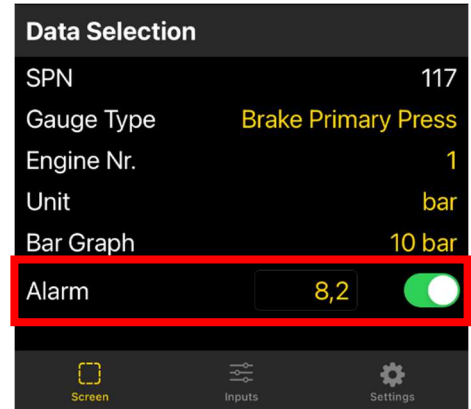 Data Selection
SPN 117
Gauge Type Brake Primary Press
Engine Nr. 1
Unit bar
Bar Graph 10 bar
Alarm 8,2
Screen Inputs Settings